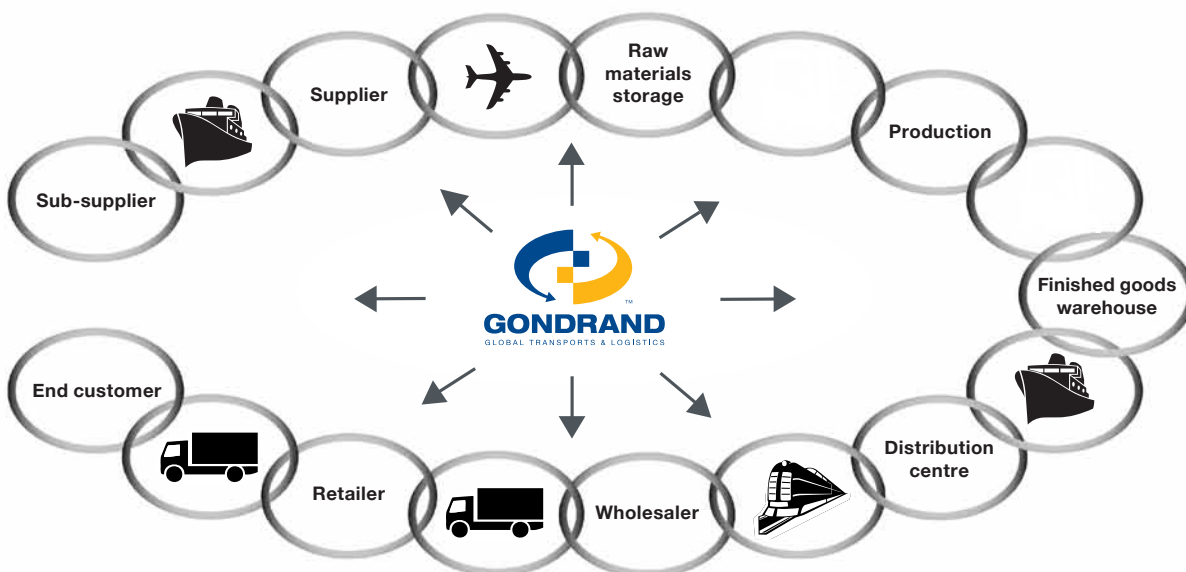 Sub-supplier
Supplier
Raw
materials
storage
Production
Finished goods
warehouse
Distribution
centre
Wholesaler
Retailer
End customer
™
GONDRAND
GLOBAL TRANSPORTS & LOGISTICS